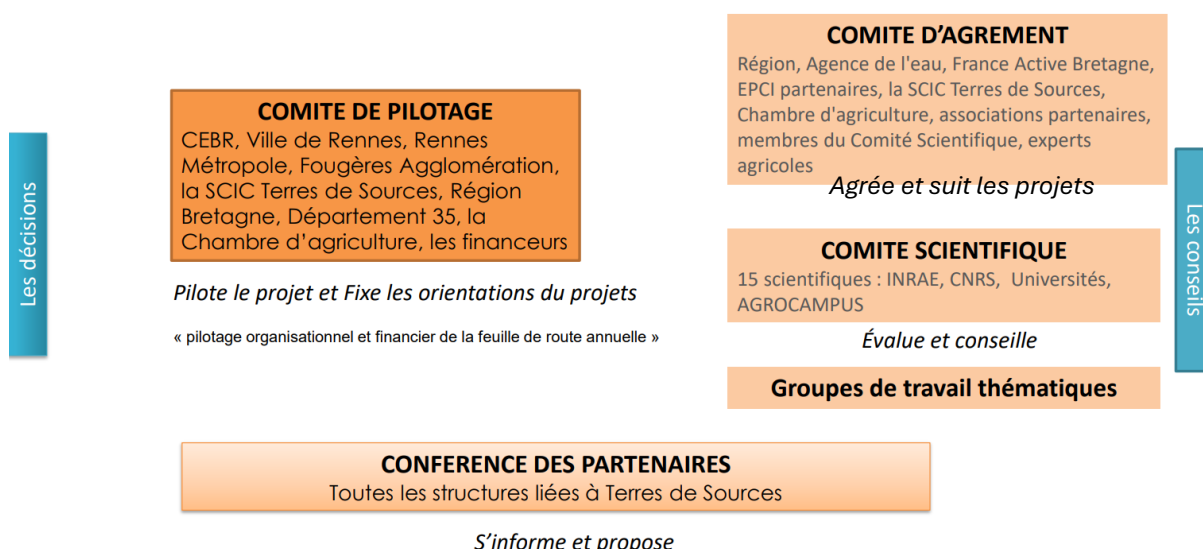 Les décisions
COMITE DE PILOTAGE
CEBR, Ville de Rennes, Rennes
Métropole, Fougères Agglomération,
la SCIC Terres de Sources, Région
Bretagne, Département 35, la
Chambre d’agriculture, les financeurs
Pilote le projet et Fixe les orientations du projets
« pilotage organisationnel et financier de la feuille de route annuelle »
COMITE D’AGREMENT
Région, Agence de l'eau, France Active Bretagne,
EPCI partenaires, la SCIC Terres de Sources,
Chambre d'agriculture, associations partenaires,
membres du Comité Scientifique, experts
agricoles
Agrée et suit les projets
COMITE SCIENTIFIQUE
15 scientifiques : INRAE, CNRS, Universités,
AGROCAMPUS
Évalue et conseille
Groupes de travail thématiques
Les conseils
CONFERENCE DES PARTENAIRES
Toutes les structures liées à Terres de Sources
S’informe et propose